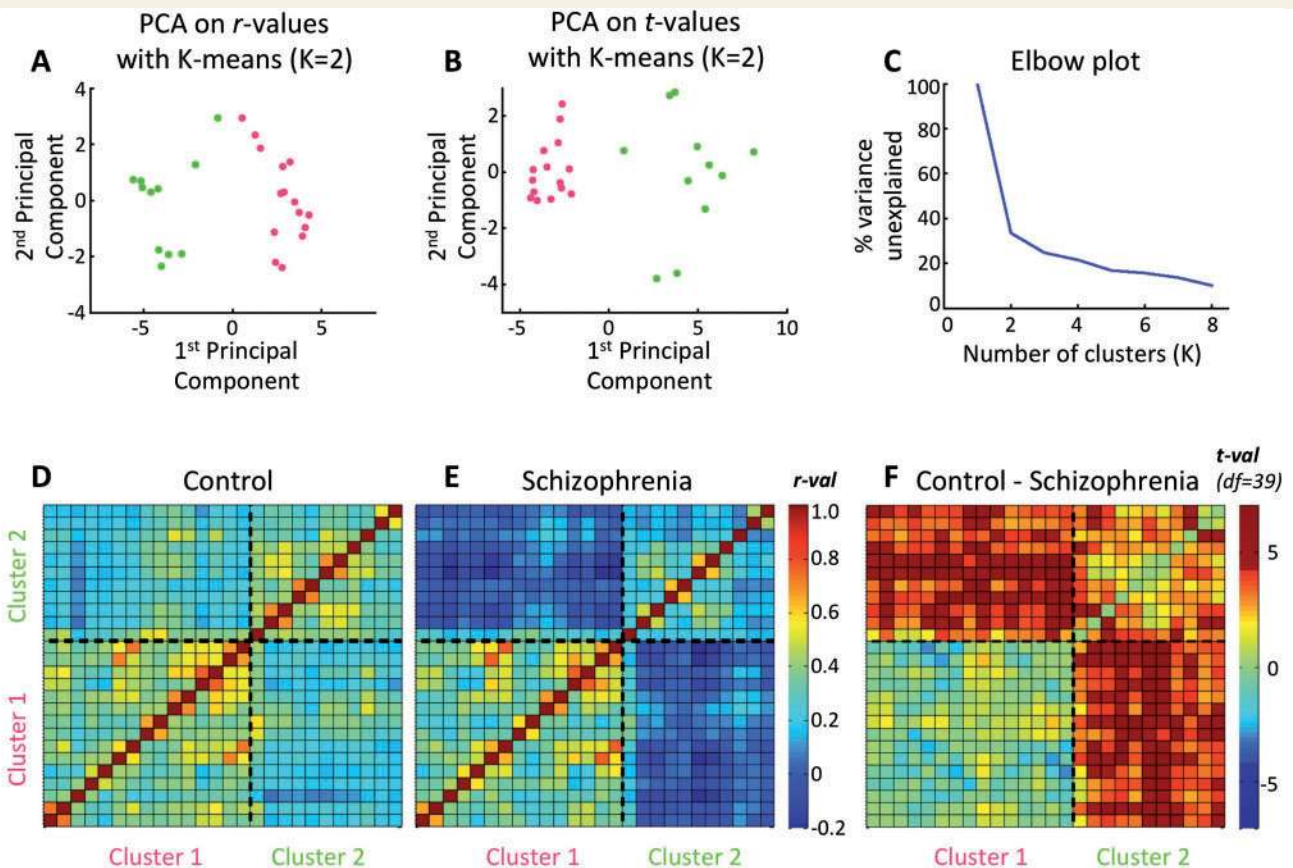 A
PCA on r-values
with K-means (K=2)
4
2
0
-2
-4
2nd Principal
Component
-5
0
5
1st Principal
Component
B
PCA on t-values
with K-means (K=2)
2
0
-2
-4
2nd Principal
Component
-5
0
5
10
1st Principal
Component
C
Elbow plot
100
80
60
40
20
0
% variance
unexplained
0
2
4
6
8
Number of clusters (K)
D
Control
Cluster 2
Cluster 1
Cluster 1
Cluster 2
E
Schizophrenia
Cluster 1
Cluster 2
r-val
1.0
0.8
0.6
0.4
0.2
0
-0.2
F
Control - Schizophrenia
Cluster 1
Cluster 2
t-val
(df=39)
5
0
-5